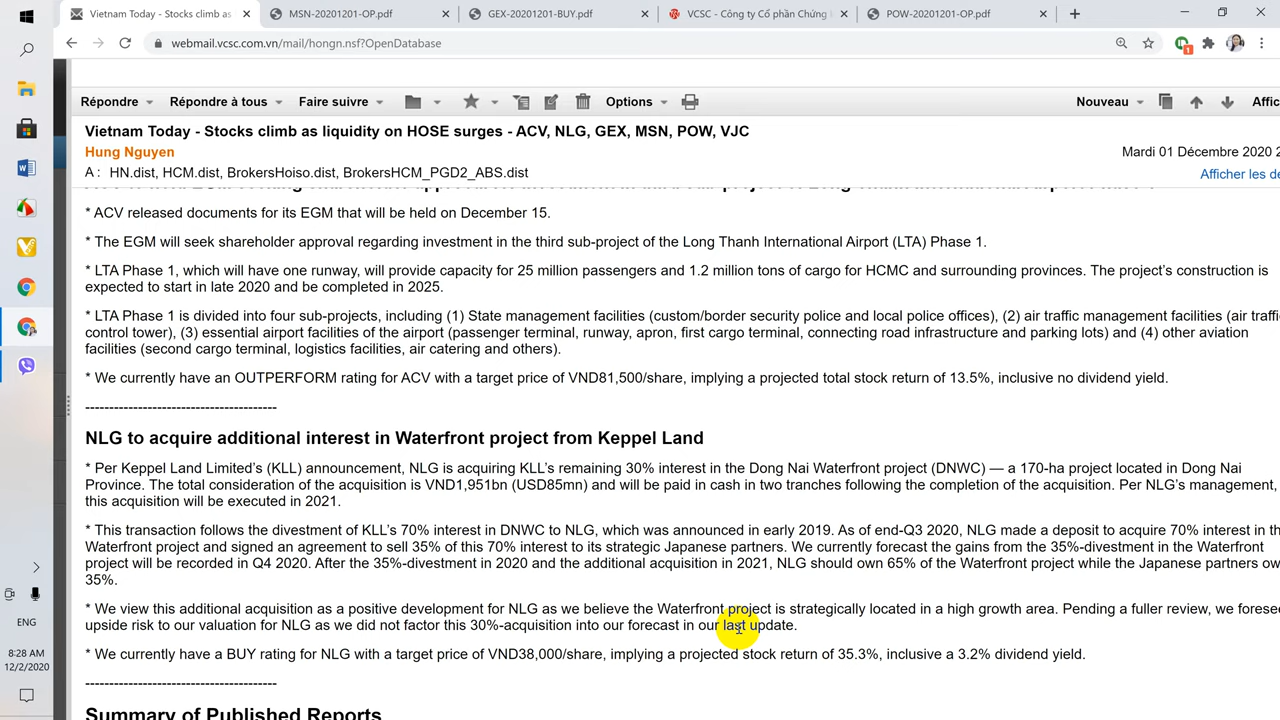 Vietnam Today - Stocks climb as
MSN-20201201-OP.pdf
GEX-20201201-BUY.pdf
VCSC - Công ty Cổ phần Chứng
POW-20201201-OP.pdf
webmail.vcsc.com.vn/mail/hongn.nsf?OpenDatabase
1
Répondre
Répondre à tous
Faire suivre
Options
Nouveau
Vietnam Today - Stocks climb as liquidity on HOSE surges - ACV, NLG, GEX, MSN, POW, VJC
Hung Nguyen
Mardi 01 Décembre 2020
A : HN.dist, HCM.dist, BrokersHoiso.dist, BrokersHCM_PGD2_ABS.dist
Afficher les
* ACV released documents for its EGM that will be held on December 15.
* The EGM will seek shareholder approval regarding investment in the third sub-project of the Long Thanh International Airport (LTA) Phase 1.
* LTA Phase 1, which will have one runway, will provide capacity for 25 million passengers and 1.2 million tons of cargo for HCMC and surrounding provinces. The project's construction is
expected to start in late 2020 and be completed in 2025.
* LTA Phase 1 is divided into four sub-projects, including (1) State management facilities (custom/border security police and local police offices), (2) air traffic management facilities (air
control tower), (3) essential airport facilities of the airport (passenger terminal, runway, apron, first cargo terminal, connecting road infrastructure and parking lots) and (4) other aviation
facilities (second cargo terminal, logistics facilities, air catering and others).
* We currently have an OUTPERFORM rating for ACV with a target price of VND81,500/share, implying a projected total stock return of 13.5%, inclusive no dividend yield.
----------------------------------------
NLG to acquire additional interest in Waterfront project from Keppel Land
* Per Keppel Land Limited's (KLL) announcement, NLG is acquiring KLL's remaining 30% interest in the Dong Nai Waterfront project (DNWC) — a 170-ha project located in Dong Nai
Province. The total consideration of the acquisition is VND1,951bn (USD85mn) and will be paid in cash in two tranches following the completion of the acquisition. Per NLG's management,
this acquisition will be executed in 2021.
* This transaction follows the divestment of KLL's 70% interest in DNWC to NLG, which was announced in early 2019. As of end-Q3 2020, NLG made a deposit to acquire 70% interest in the
Waterfront project and signed an agreement to sell 35% of this 70% interest to its strategic Japanese partners. We currently forecast the gains from the 35%-divestment in the Waterfront
project will be recorded in Q4 2020. After the 35%-divestment in 2020 and the additional acquisition in 2021, NLG should own 65% of the Waterfront project while the Japanese partners
35%.
* We view this additional acquisition as a positive development for NLG as we believe the Waterfront project is strategically located in a high growth area. Pending a fuller review, we
upside risk to our valuation for NLG as we did not factor this 30%-acquisition into our forecast in our last update.
* We currently have a BUY rating for NLG with a target price of VND38,000/share, implying a projected stock return of 35.3%, inclusive a 3.2% dividend yield.
----------------------------------------
Summary of Published Reports
ENG
8:28 AM
12/2/2020